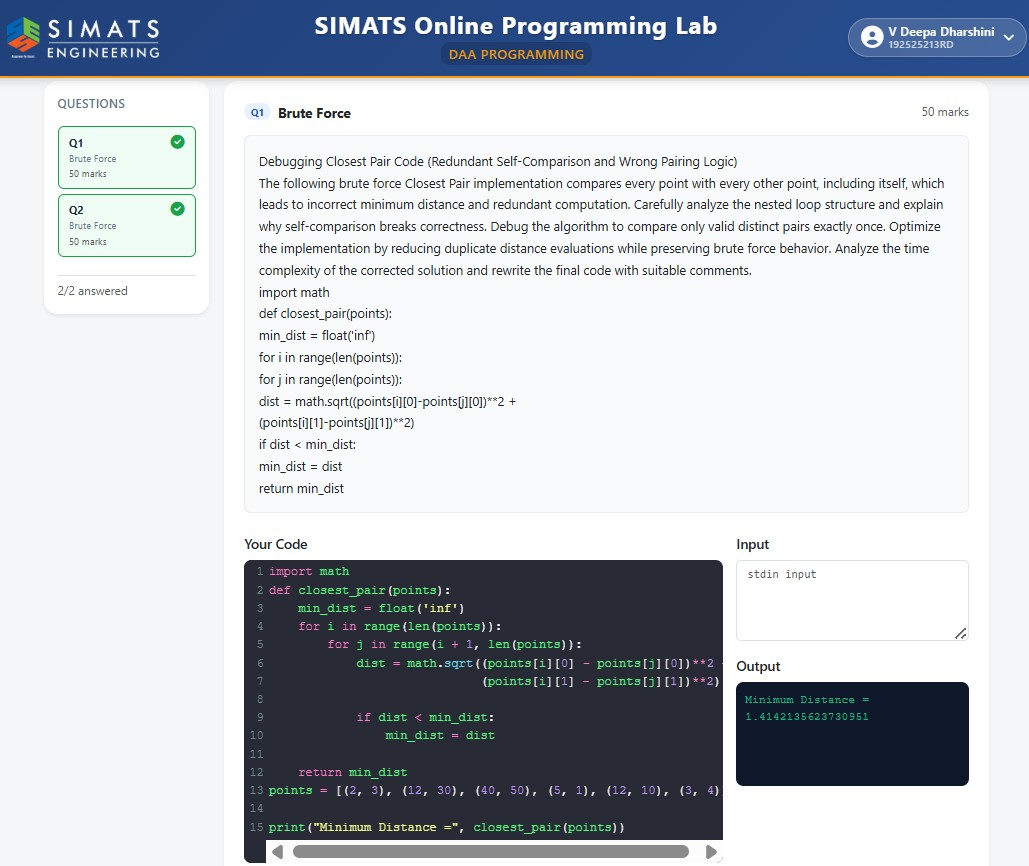 SIMATS
ENGINEERING
SIMATS Online Programming Lab
DAA PROGRAMMING
V Deepa Dharshini
192525213RD
QUESTIONS
Q1
Brute Force
50 marks
Q2
Brute Force
50 marks
2/2 answered
Q1 Brute Force
50 marks
Debugging Closest Pair Code (Redundant Self-Comparison and Wrong Pairing Logic)
The following brute force Closest Pair implementation compares every point with every other point, including itself, which
leads to incorrect minimum distance and redundant computation. Carefully analyze the nested loop structure and explain
why self-comparison breaks correctness. Debug the algorithm to compare only valid distinct pairs exactly once. Optimize
the implementation by reducing duplicate distance evaluations while preserving brute force behavior. Analyze the time
complexity of the corrected solution and rewrite the final code with suitable comments.
import math
def closest_pair(points):
min_dist = float('inf')
for i in range(len(points)):
for j in range(len(points)):
dist = math.sqrt((points[i][0]-points[j][0])**2 +
(points[i][1]-points[j][1])**2)
if dist < min_dist:
min_dist = dist
return min_dist
Your Code
1 import math
2 def closest_pair(points):
3     min_dist = float('inf')
4     for i in range(len(points)):
5         for j in range(i + 1, len(points)):
6             dist = math.sqrt((points[i][0] - points[j][0])**2
7                              (points[i][1] - points[j][1])**2)
8
9             if dist < min_dist:
10                 min_dist = dist
11
12     return min_dist
13 points = [(2, 3), (12, 30), (40, 50), (5, 1), (12, 10), (3, 4)
14
15 print("Minimum Distance =", closest_pair(points))
Input
stdin input
Output
Minimum Distance =
1.4142135623730951